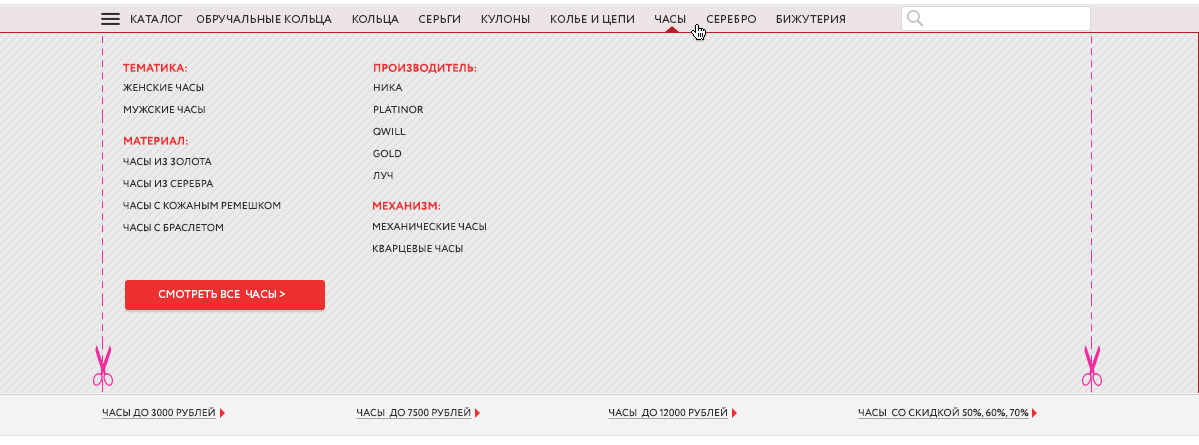 КАТАЛОГ ОБРУЧАЛЬНЫЕ КОЛЬЦА КОЛЬЦА СЕРЬГИ КУЛОНЫ КОЛЬЕ И ЦЕПИ ЧАСЫ СЕРЕБРО БИЖУТЕРИЯ
ТЕМАТИКА:
ЖЕНСКИЕ ЧАСЫ
МУЖСКИЕ ЧАСЫ
МАТЕРИАЛ:
ЧАСЫ ИЗ ЗОЛОТА
ЧАСЫ ИЗ СЕРЕБРА
ЧАСЫ С КОЖАНЫМ РЕМЕШКОМ
ЧАСЫ С БРАСЛЕТОМ
ПРОИЗВОДИТЕЛЬ:
НИКА
PLATINOR
QWILL
GOLD
ЛУЧ
МЕХАНИЗМ:
МЕХАНИЧЕСКИЕ ЧАСЫ
КВАРЦЕВЫЕ ЧАСЫ
СМОТРЕТЬ ВСЕ ЧАСЫ >
ЧАСЫ ДО 3000 РУБЛЕЙ ЧАСЫ ДО 7500 РУБЛЕЙ ЧАСЫ ДО 12000 РУБЛЕЙ ЧАСЫ СО СКИДКОЙ 50%, 60%, 70%